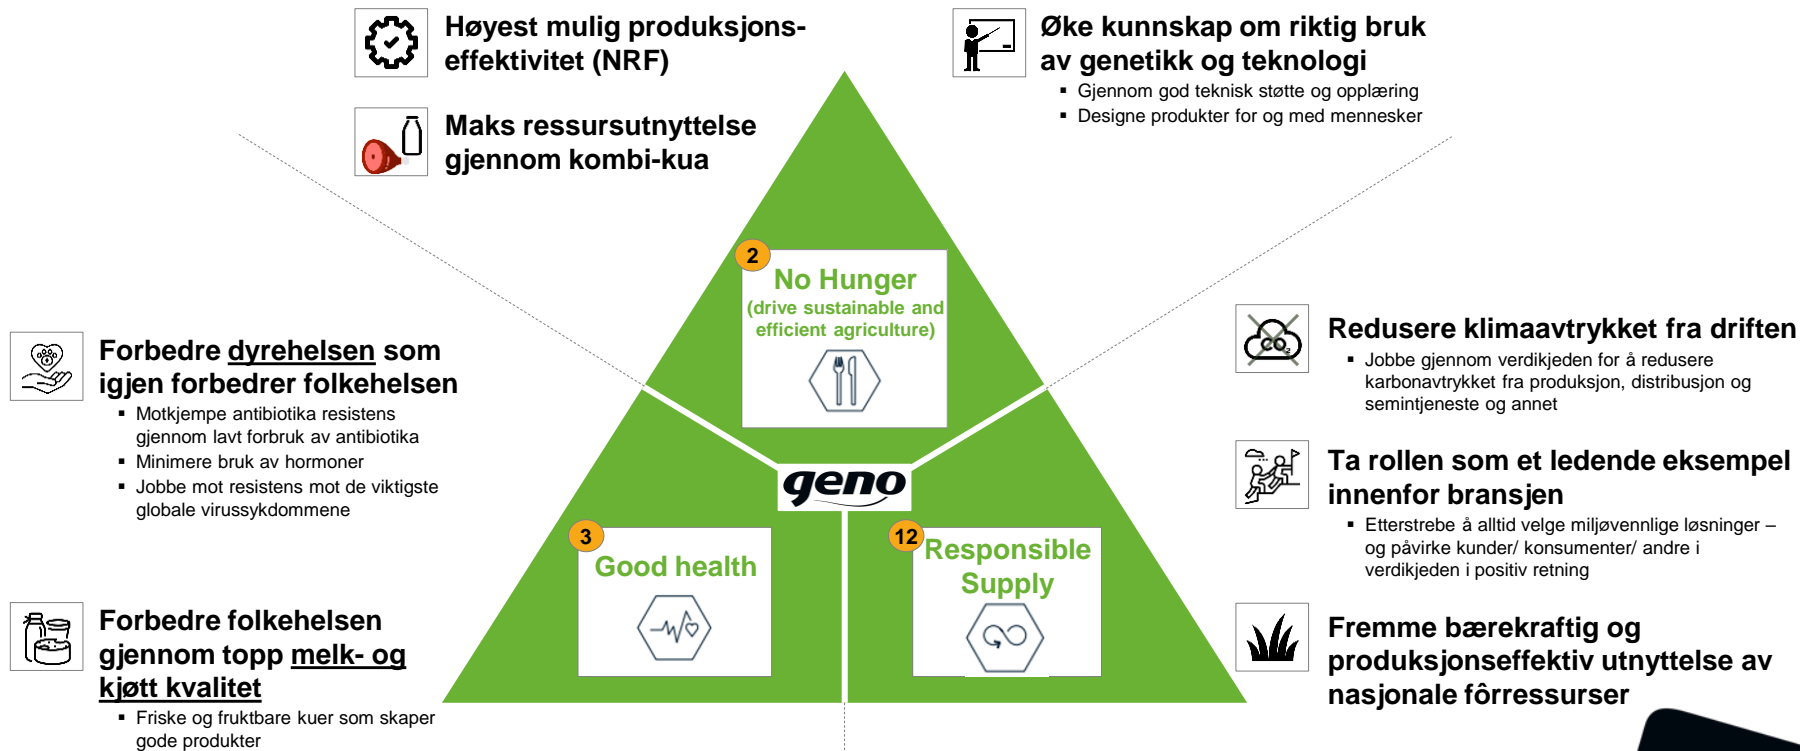 Høyest mulig produksjons-
effektivitet (NRF)
Maks ressursutnyttelse
gjennom kombi-kua
Øke kunnskap om riktig bruk
av genetikk og teknologi
▪ Gjennom god teknisk støtte og opplæring
▪ Designe produkter for og med mennesker
2
No Hunger
(drive sustainable and
efficient agriculture)
Forbedre dyrehelsen som
igjen forbedrer folkehelsen
▪ Motkjempe antibiotika resistens
gjennom lavt forbruk av antibiotika
▪ Minimere bruk av hormoner
▪ Jobbe mot resistens mot de viktigste
globale virussykdommene
Forbedre folkehelsen
gjennom topp melk- og
kjøtt kvalitet
▪ Friske og fruktbare kuer som skaper
gode produkter
geno
3
Good health
12
Responsible
Supply
CO2
Redusere klimaavtrykket fra driften
▪ Jobbe gjennom verdikjeden for å redusere
karbonavtrykket fra produksjon, distribusjon og
semintjeneste og annet
Ta rollen som et ledende eksempel
innenfor bransjen
▪ Etterstrebe å alltid velge miljøvennlige løsninger –
og påvirke kunder/ konsumenter/ andre i
verdikjeden i positiv retning
Fremme bærekraftig og
produksjonseffektiv utnyttelse av
nasjonale fôrressurser